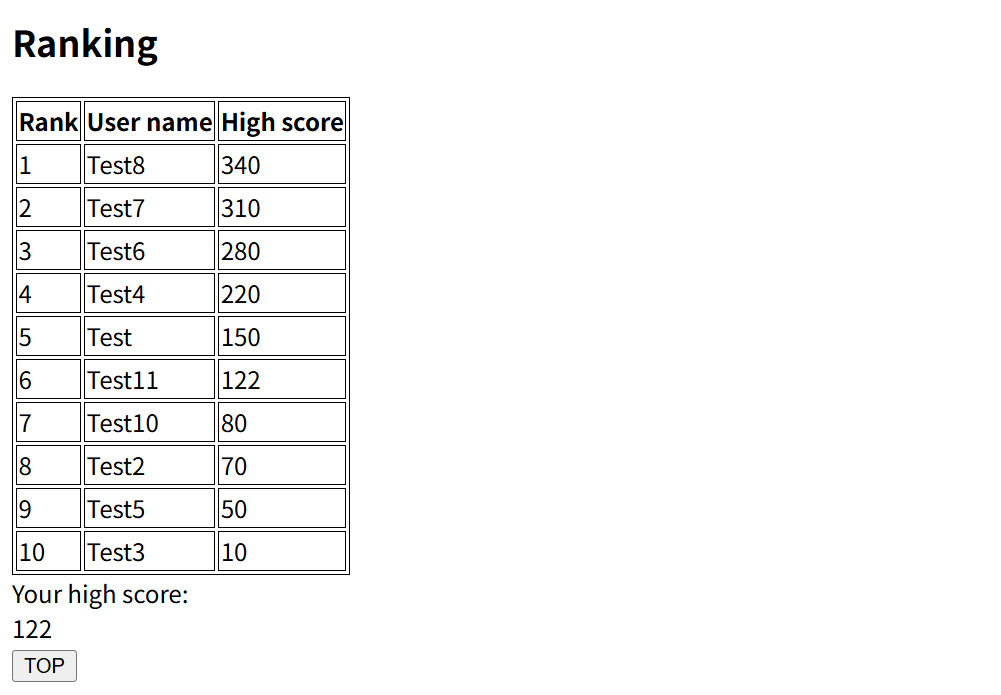 Ranking
Rank User name High score
1 Test8 340
2 Test7 310
3 Test6 280
4 Test4 220
5 Test 150
6 Test11 122
7 Test10 80
8 Test2 70
9 Test5 50
10 Test3 10
Your high score:
122
TOP